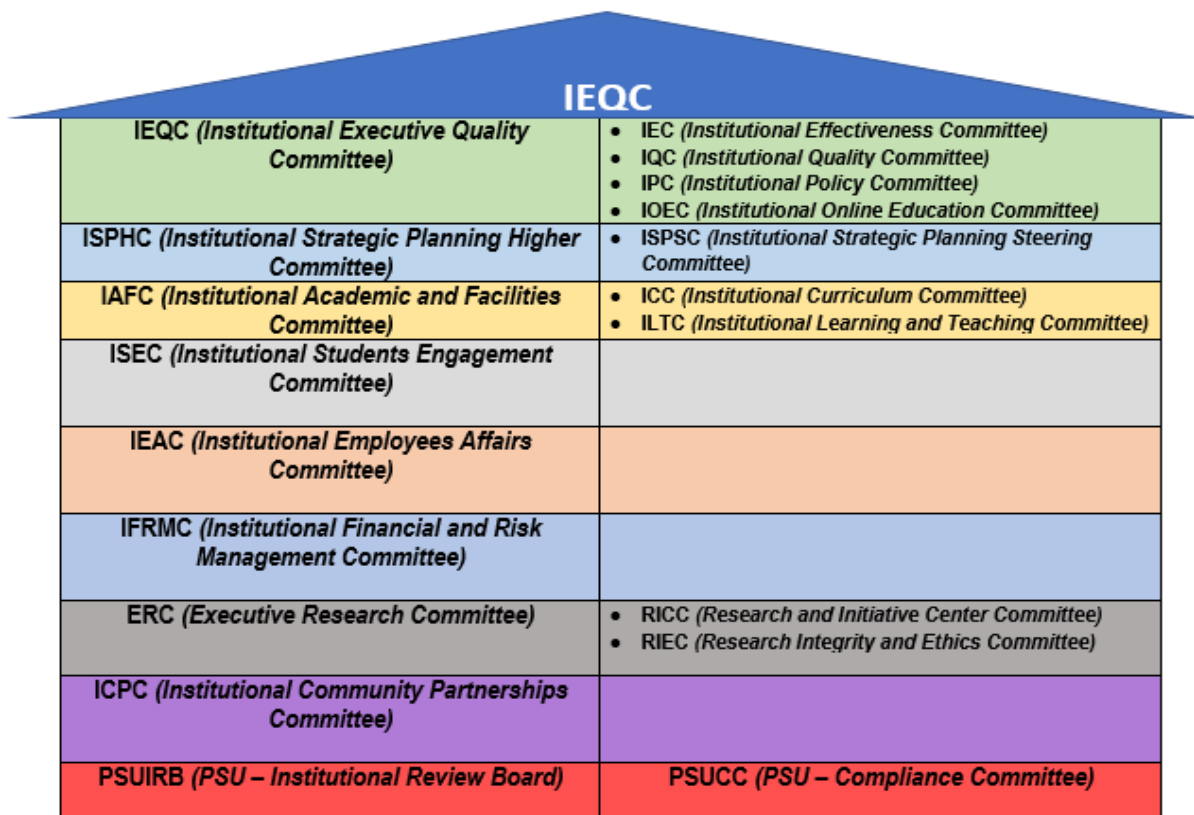 IEQC
IEQC (Institutional Executive Quality
Committee)
• IEC (Institutional Effectiveness Committee)
• IQC (Institutional Quality Committee)
• IPC (Institutional Policy Committee)
• IOEC (Institutional Online Education Committee)
ISPHC (Institutional Strategic Planning Higher
Committee)
• ISPSC (Institutional Strategic Planning Steering
Committee)
IAFC (Institutional Academic and Facilities
Committee)
• ICC (Institutional Curriculum Committee)
• ILTC (Institutional Learning and Teaching Committee)
ISEC (Institutional Students Engagement
Committee)
IEAC (Institutional Employees Affairs
Committee)
IFRMC (Institutional Financial and Risk
Management Committee)
ERC (Executive Research Committee)
• RICC (Research and Initiative Center Committee)
• RIEC (Research Integrity and Ethics Committee)
ICPC (Institutional Community Partnerships
Committee)
PSUIRB (PSU – Institutional Review Board)
PSUCC (PSU – Compliance Committee)